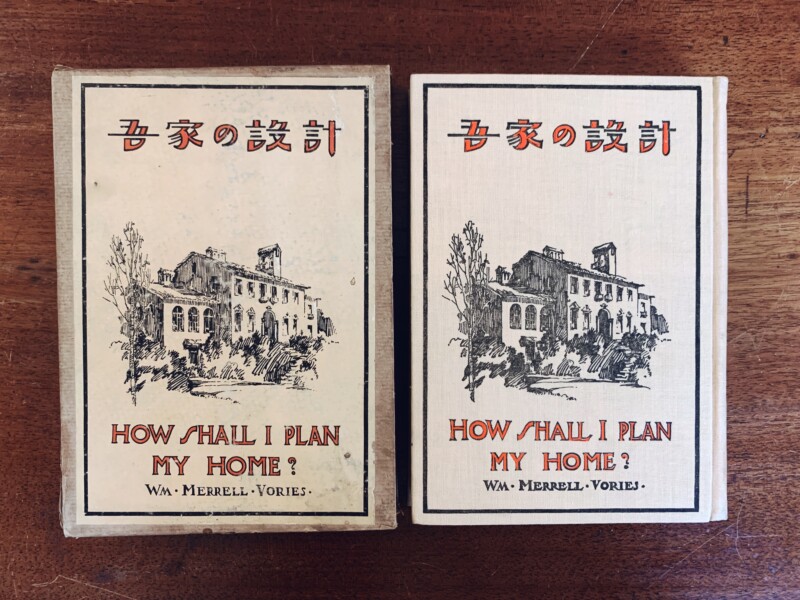 吾家の設計
HOW SHALL I PLAN
MY HOME?
WM·MERRELL·VORIES·
吾家の設計
HOW SHALL I PLAN
MY HOME?
WM·MERRELL·VORIES·